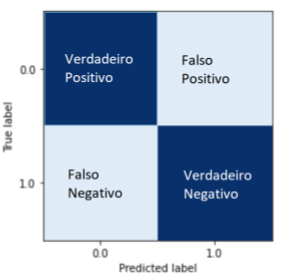 Verdadeiro
Positivo
Falso
Positivo
0.0
True label
Falso
Negativo
Verdadeiro
Negativo
1.0
0.0
1.0
Predicted label